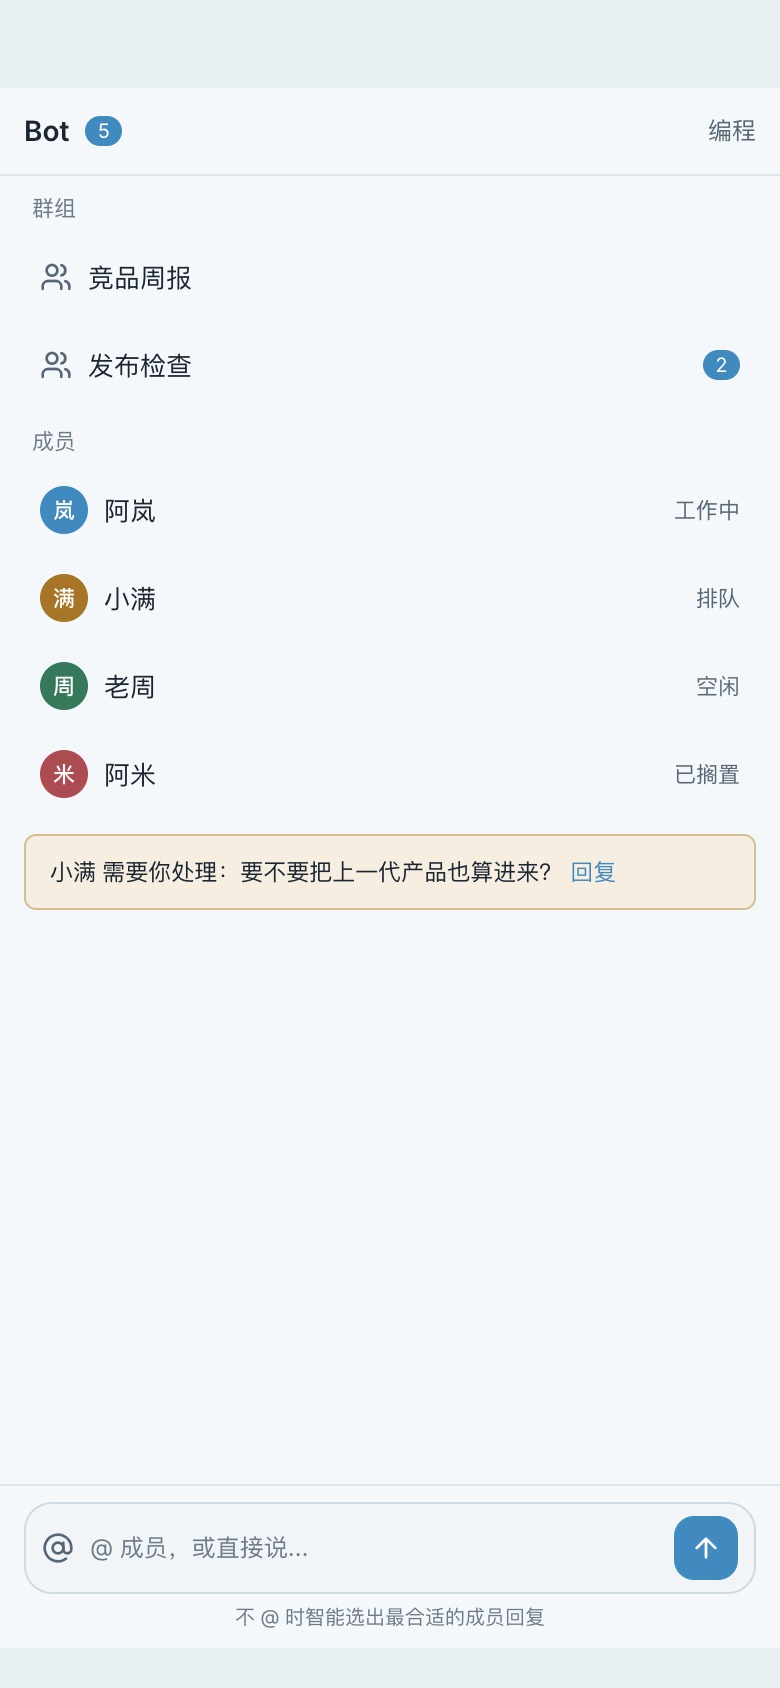 Bot 5 编程
群组
竞品周报
发布检查 2
成员
岚 阿岚 工作中
满 小满 排队
周 老周 空闲
米 阿米 已搁置
小满 需要你处理：要不要把上一代产品也算进来？ 回复
@ 成员，或直接说...
不 @ 时智能选出最合适的成员回复